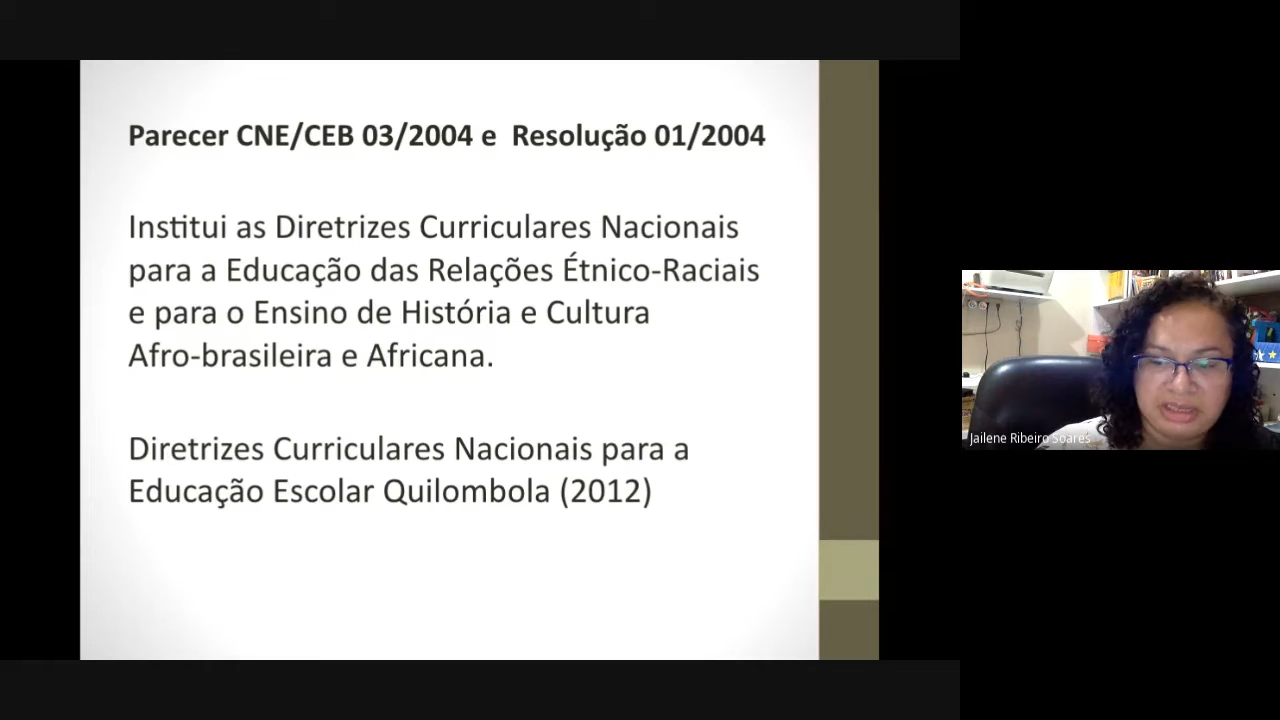 Parecer CNE/CEB 03/2004 e Resolução 01/2004
Institui as Diretrizes Curriculares Nacionais
para a Educação das Relações Étnico-Raciais
e para o Ensino de História e Cultura
Afro-brasileira e Africana.
Diretrizes Curriculares Nacionais para a
Educação Escolar Quilombola (2012)
Jailene Ribeiro Soares